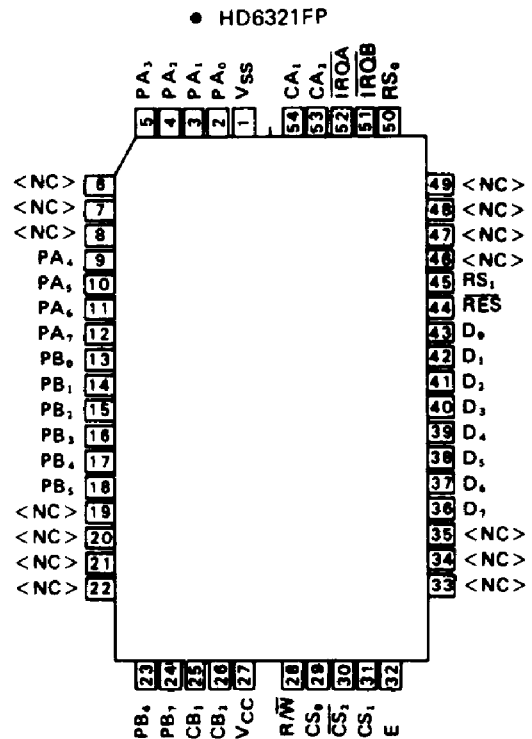 ● HD6321FP
PA₃ PA₂ PA₁ PA₀ VSS CA₁ CA₂ I̅R̅Q̅A̅ I̅R̅Q̅B̅ RS₀
5 4 3 2 1 54 53 52 51 50
<NC> 6
<NC> 7
<NC> 8
PA₄ 9
PA₅ 10
PA₆ 11
PA₇ 12
PB₀ 13
PB₁ 14
PB₂ 15
PB₃ 16
PB₄ 17
PB₅ 18
<NC> 19
<NC> 20
<NC> 21
<NC> 22
49 <NC>
48 <NC>
47 <NC>
46 <NC>
45 RS₁
44 R̅E̅S̅
43 D₀
42 D₁
41 D₂
40 D₃
39 D₄
38 D₅
37 D₆
36 D₇
35 <NC>
34 <NC>
33 <NC>
23 24 25 26 27 28 29 30 31 32
PB₆ PB₇ CB₁ CB₂ VCC R/W̅ CS₀ C̅S̅₂ CS₁ E